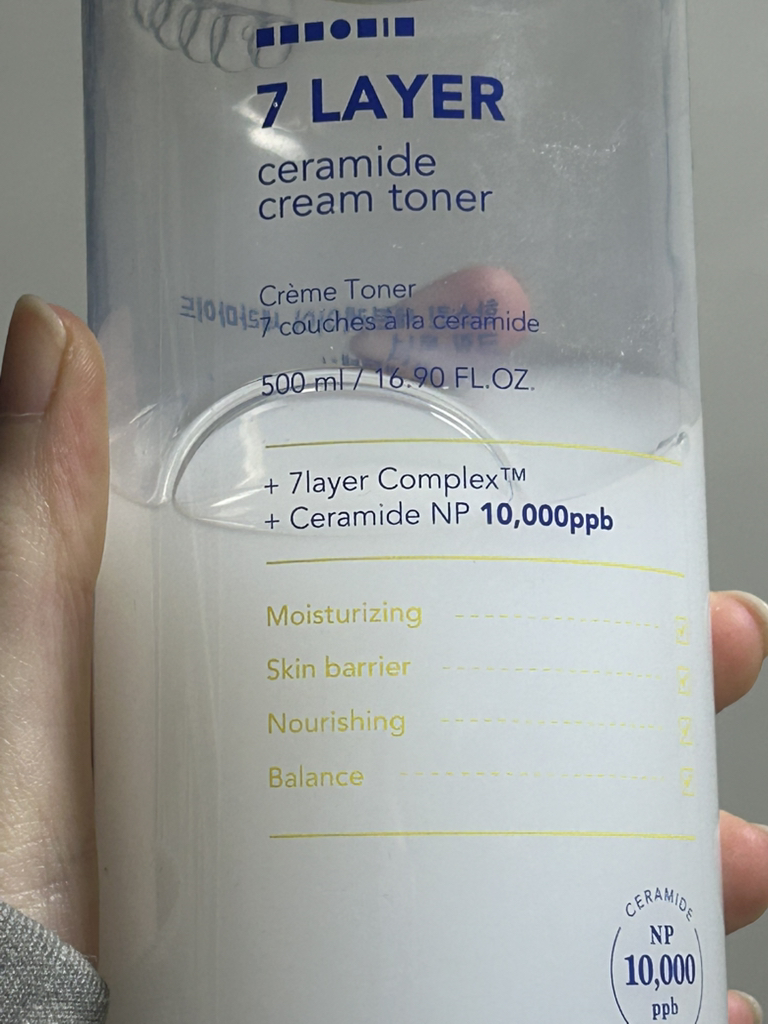 7 LAYER
ceramide
cream toner
Crème Toner
7 couches à la ceramide
500 ml / 16.90 FL.OZ.
+ 7layer Complex™
+ Ceramide NP 10,000ppb
Moisturizing
Skin barrier
Nourishing
Balance
CERAMIDE
NP
10,000
ppb